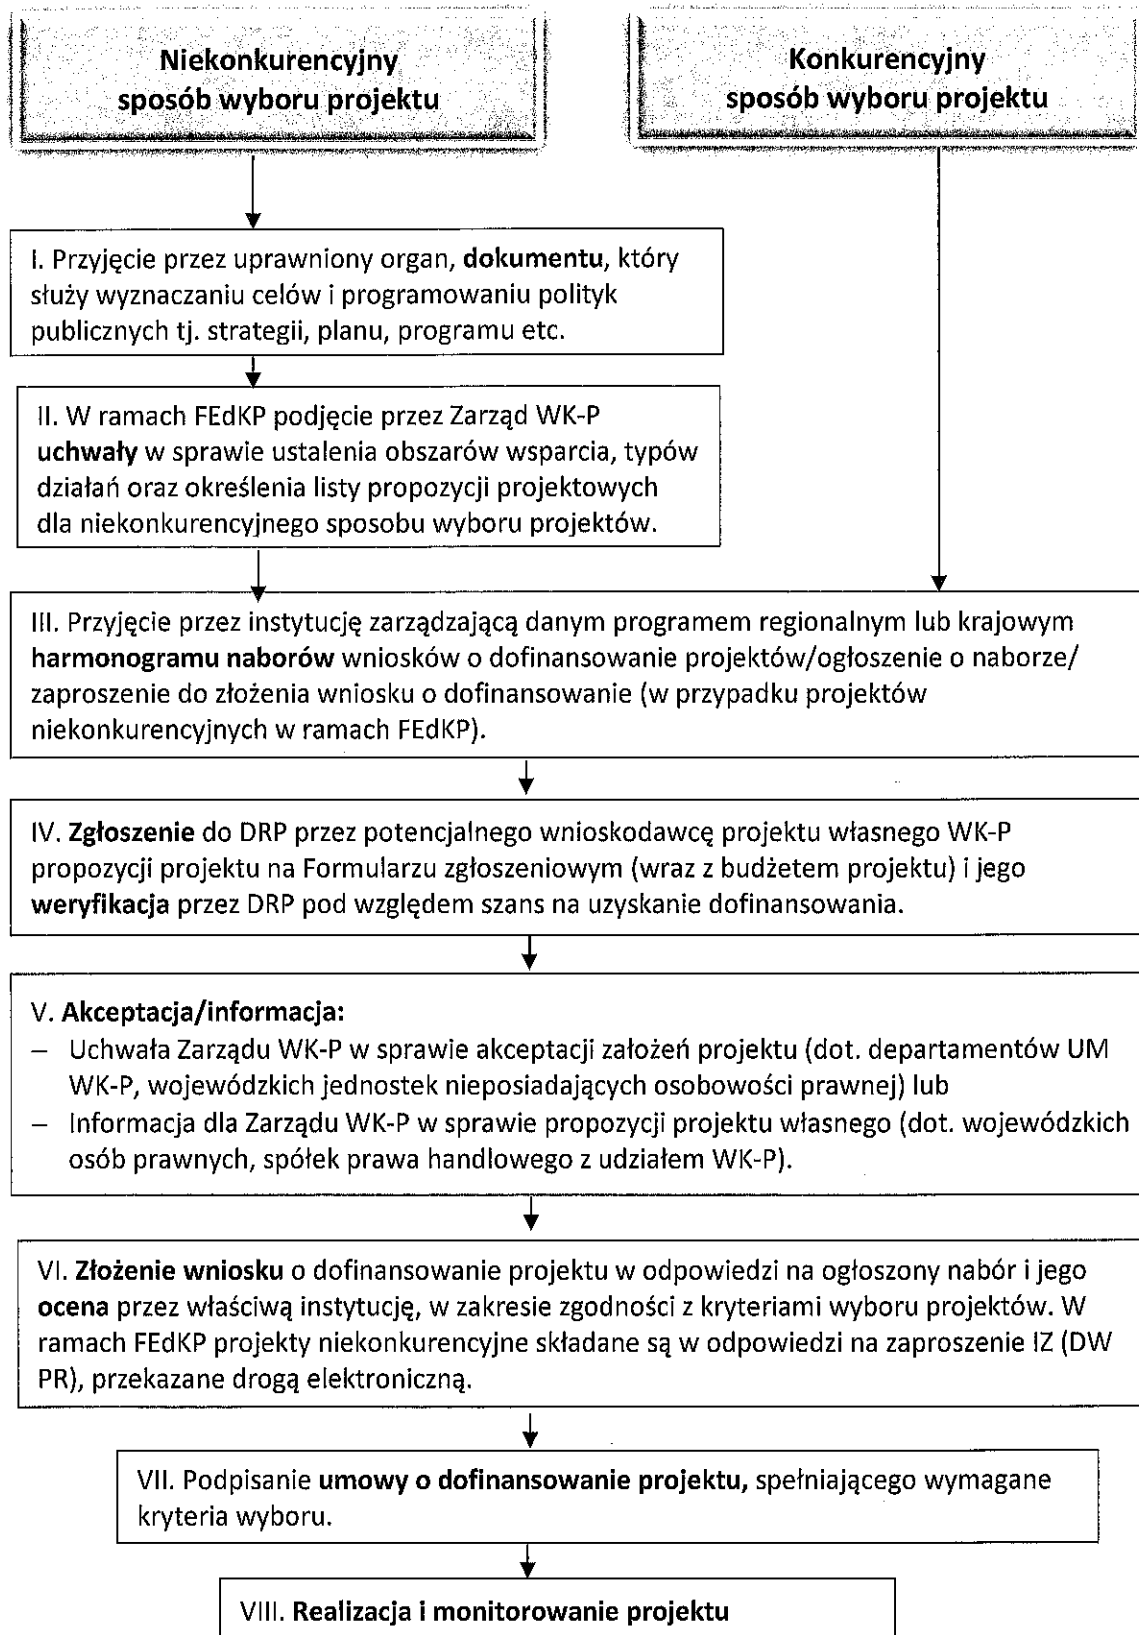 Niekonkurencyjny
sposób wyboru projektu
Konkurencyjny
sposób wyboru projektu
I. Przyjęcie przez uprawniony organ, dokumentu, który
służy wyznaczaniu celów i programowaniu polityk
publicznych tj. strategii, planu, programu etc.
II. W ramach FEdKP podjęcie przez Zarząd WK-P
uchwały w sprawie ustalenia obszarów wsparcia, typów
działań oraz określenia listy propozycji projektowych
dla niekonkurencyjnego sposobu wyboru projektów.
III. Przyjęcie przez instytucję zarządzającą danym programem regionalnym lub krajowym
harmonogramu naborów wniosków o dofinansowanie projektów/ogłoszenie o naborze/
zaproszenie do złożenia wniosku o dofinansowanie (w przypadku projektów
niekonkurencyjnych w ramach FEdKP).
IV. Zgłoszenie do DRP przez potencjalnego wnioskodawcę projektu własnego WK-P
propozycji projektu na Formularzu zgłoszeniowym (wraz z budżetem projektu) i jego
weryfikacja przez DRP pod względem szans na uzyskanie dofinansowania.
V. Akceptacja/informacja:
– Uchwała Zarządu WK-P w sprawie akceptacji założeń projektu (dot. departamentów UM
WK-P, wojewódzkich jednostek nieposiadających osobowości prawnej) lub
– Informacja dla Zarządu WK-P w sprawie propozycji projektu własnego (dot. wojewódzkich
osób prawnych, spółek prawa handlowego z udziałem WK-P).
VI. Złożenie wniosku o dofinansowanie projektu w odpowiedzi na ogłoszony nabór i jego
ocena przez właściwą instytucję, w zakresie zgodności z kryteriami wyboru projektów. W
ramach FEdKP projekty niekonkurencyjne składane są w odpowiedzi na zaproszenie IZ (DW
PR), przekazane drogą elektroniczną.
VII. Podpisanie umowy o dofinansowanie projektu, spełniającego wymagane
kryteria wyboru.
VIII. Realizacja i monitorowanie projektu